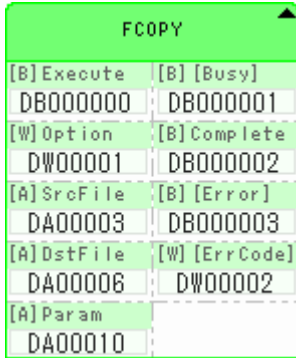 FCOPY
[B]Execute [B][Busy]
DB000000 DB000001
[W]Option [B]Complete
DW00001 DB000002
[A]SrcFile [B][Error]
DA00003 DB000003
[A]DstFile [W][ErrCode]
DA00006 DW00002
[A]Param
DA00010